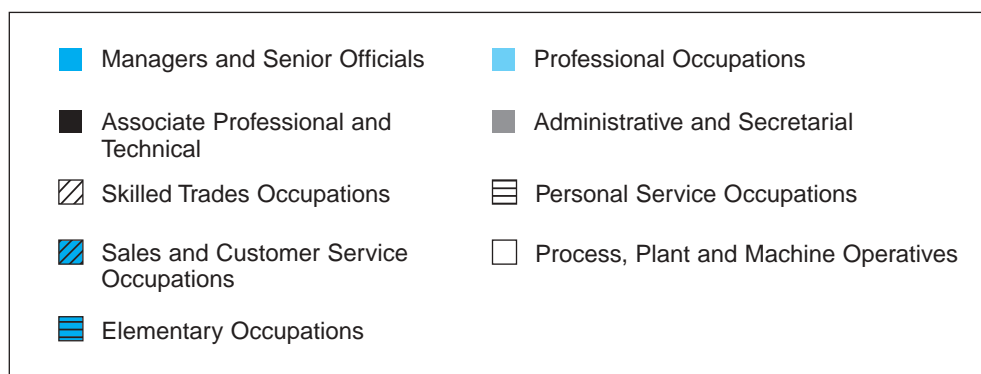 Managers and Senior Officials
Professional Occupations
Associate Professional and
Technical
Administrative and Secretarial
Skilled Trades Occupations
Personal Service Occupations
Sales and Customer Service
Occupations
Process, Plant and Machine Operatives
Elementary Occupations